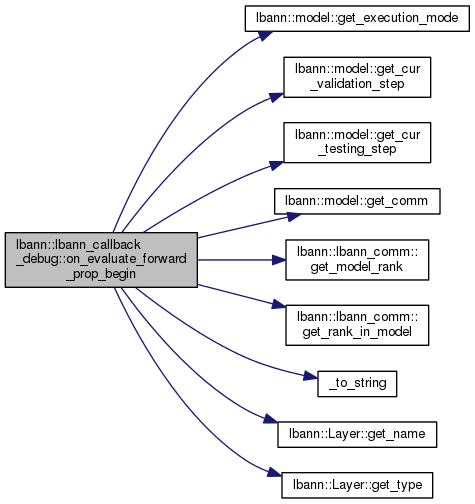 lbann::model::get_execution_mode
lbann::model::get_cur
_validation_step
lbann::model::get_cur
_testing_step
lbann::model::get_comm
lbann::lbann_callback
_debug::on_evaluate_forward
_prop_begin
lbann::lbann_comm::
get_model_rank
lbann::lbann_comm::
get_rank_in_model
_to_string
lbann::Layer::get_name
lbann::Layer::get_type